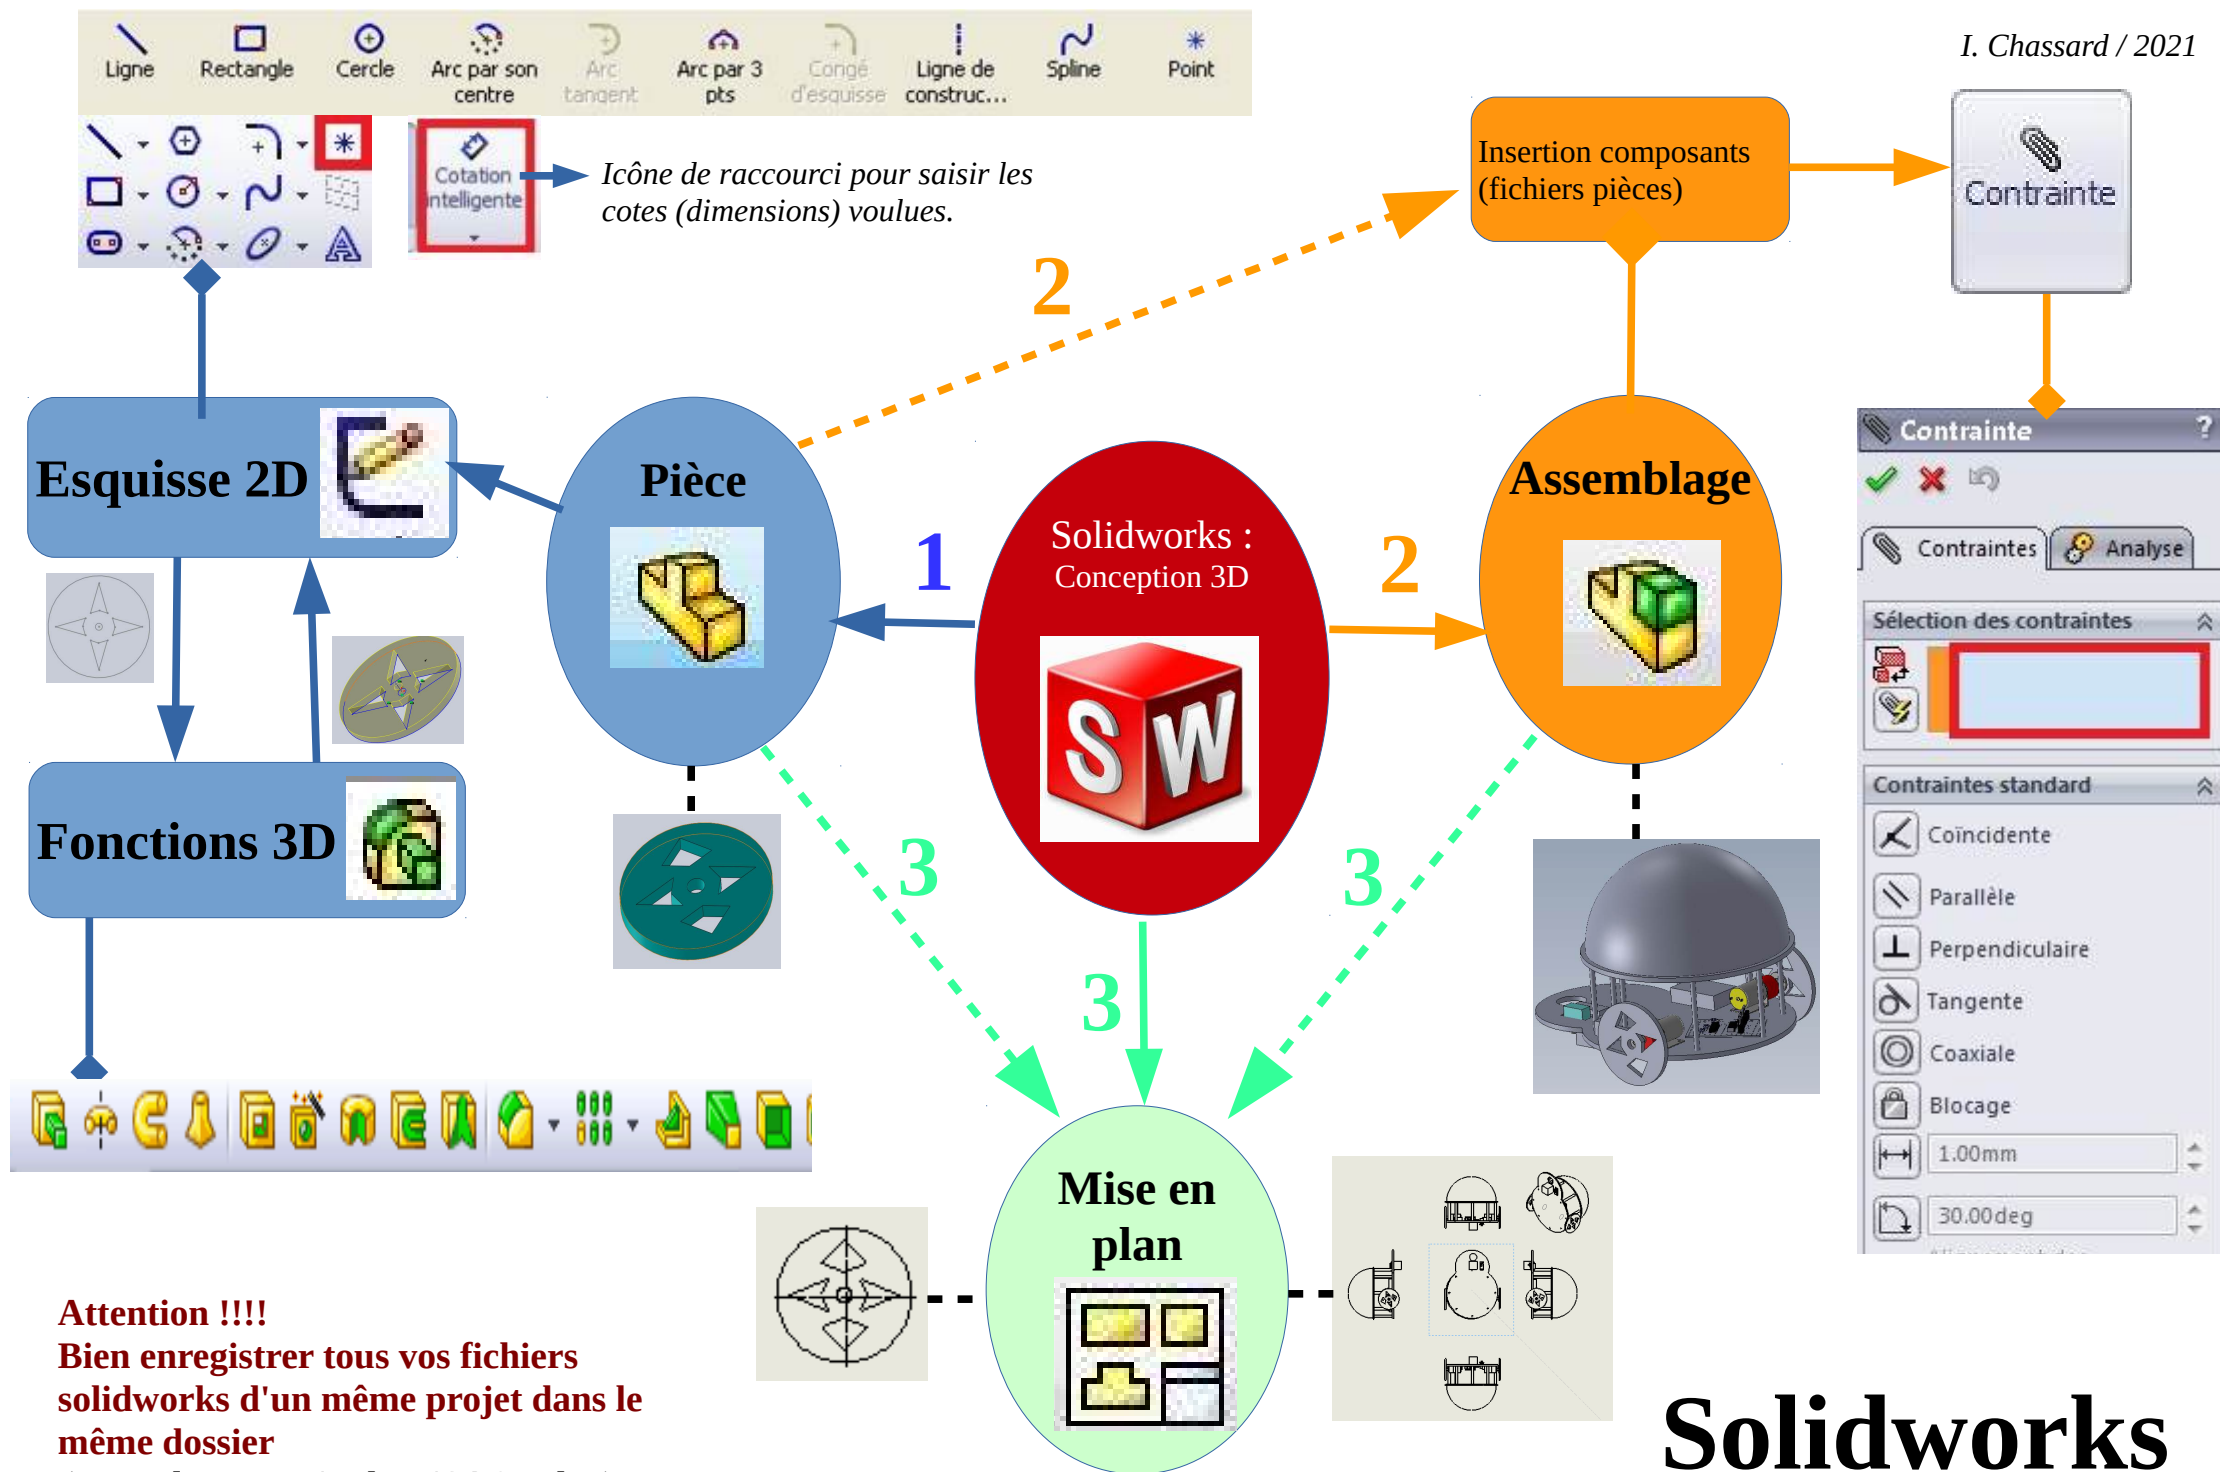 I. Chassard / 2021
Ligne
Rectangle
Cercle
Arc par son
centre
Arc
tangent
Arc par 3
pts
Congé
d'esquisse
Ligne de
construc...
Spline
Point
Cotation
intelligente
Icône de raccourci pour saisir les
cotes (dimensions) voulues.
Insertion composants
(fichiers pièces)
Contrainte
2
Esquisse 2D
Pièce
1
Solidworks :
Conception 3D
SW
2
Assemblage
Fonctions 3D
3
3
3
Mise en
plan
Contrainte
?
Contraintes
Analyse
Sélection des contraintes
Contraintes standard
Coïncidente
Parallèle
Perpendiculaire
Tangente
Coaxiale
Blocage
1.00mm
30.00deg
Attention !!!!
Bien enregistrer tous vos fichiers
solidworks d'un même projet dans le
même dossier
Solidworks